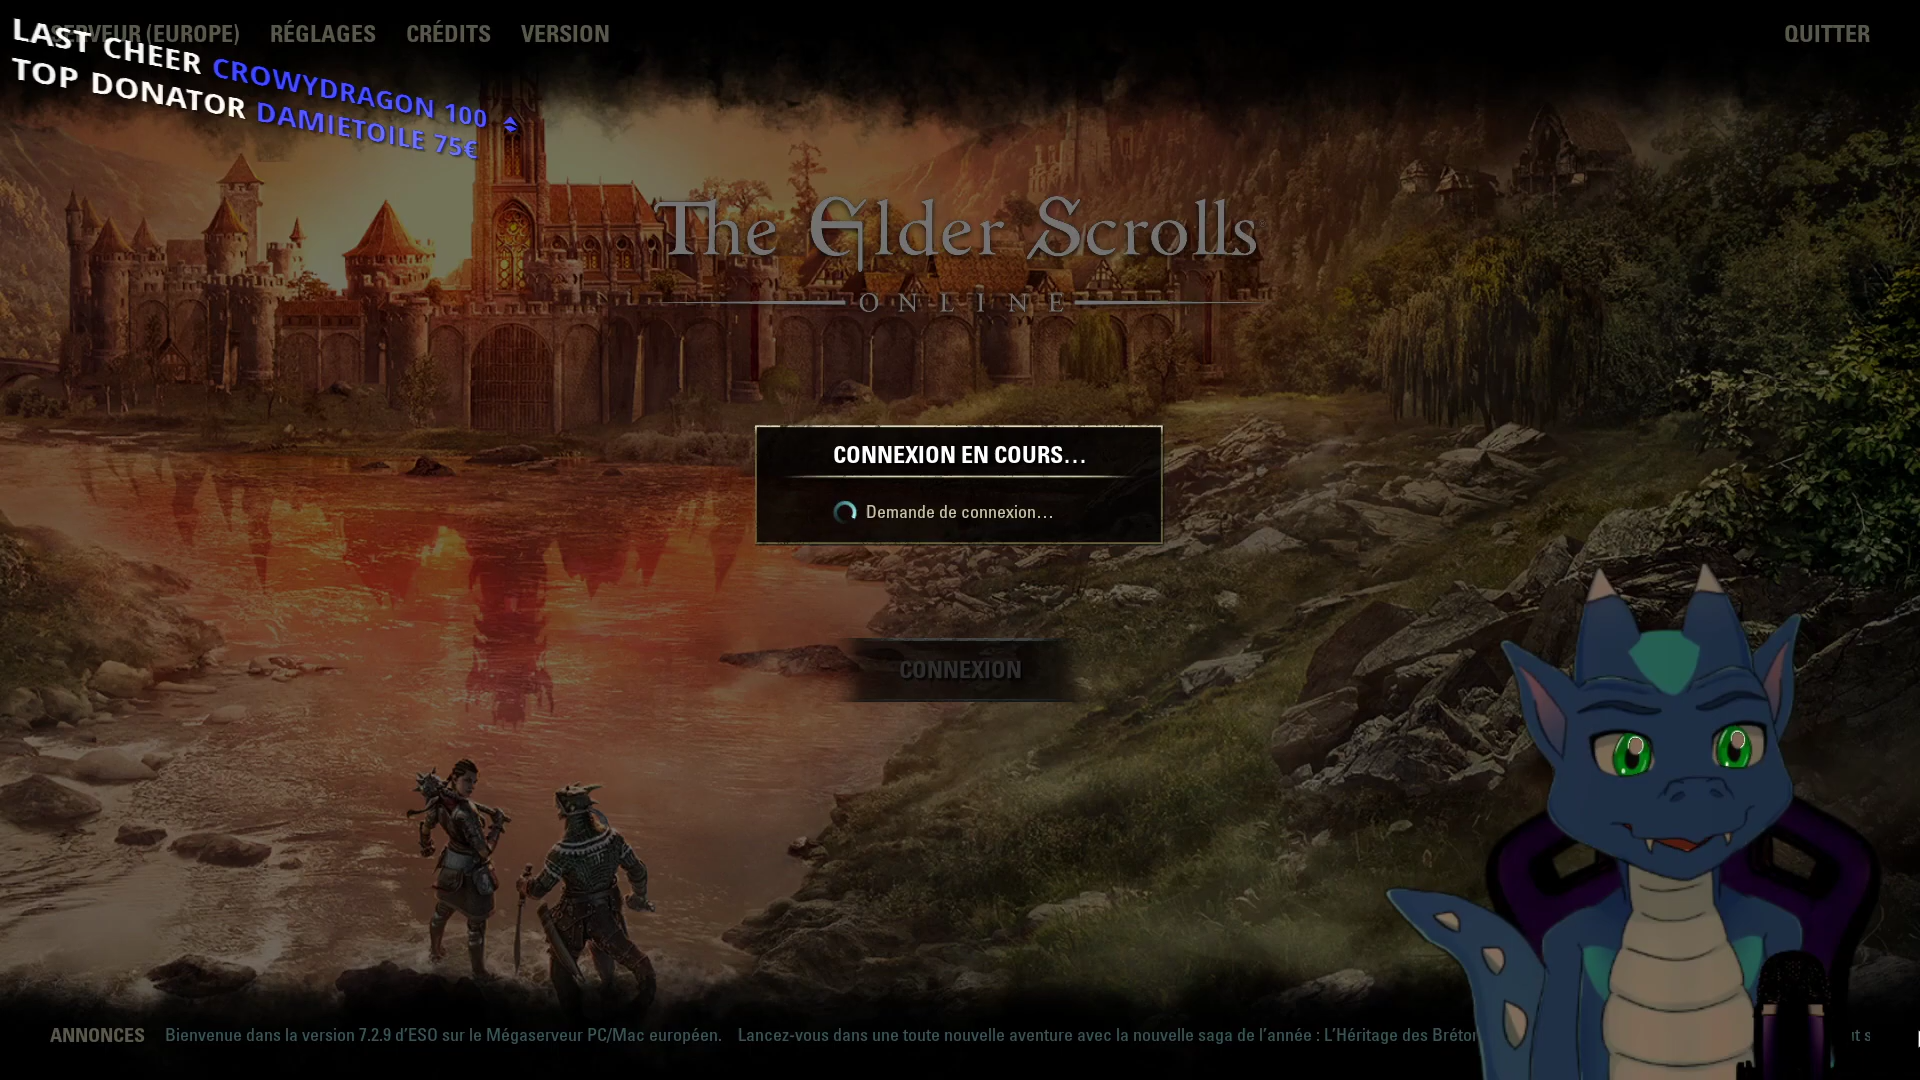 SERVEUR (EUROPE) RÉGLAGES CRÉDITS VERSION QUITTER
LAST CHEER CROWYDRAGON 100
TOP DONATOR DAMIETOILE 75€
The Elder Scrolls
ONLINE
CONNEXION EN COURS...
Demande de connexion...
CONNEXION
ANNONCES Bienvenue dans la version 7.2.9 d'ESO sur le Mégaserveur PC/Mac européen. Lancez-vous dans une toute nouvelle aventure avec la nouvelle saga de l'année : L'Héritage des